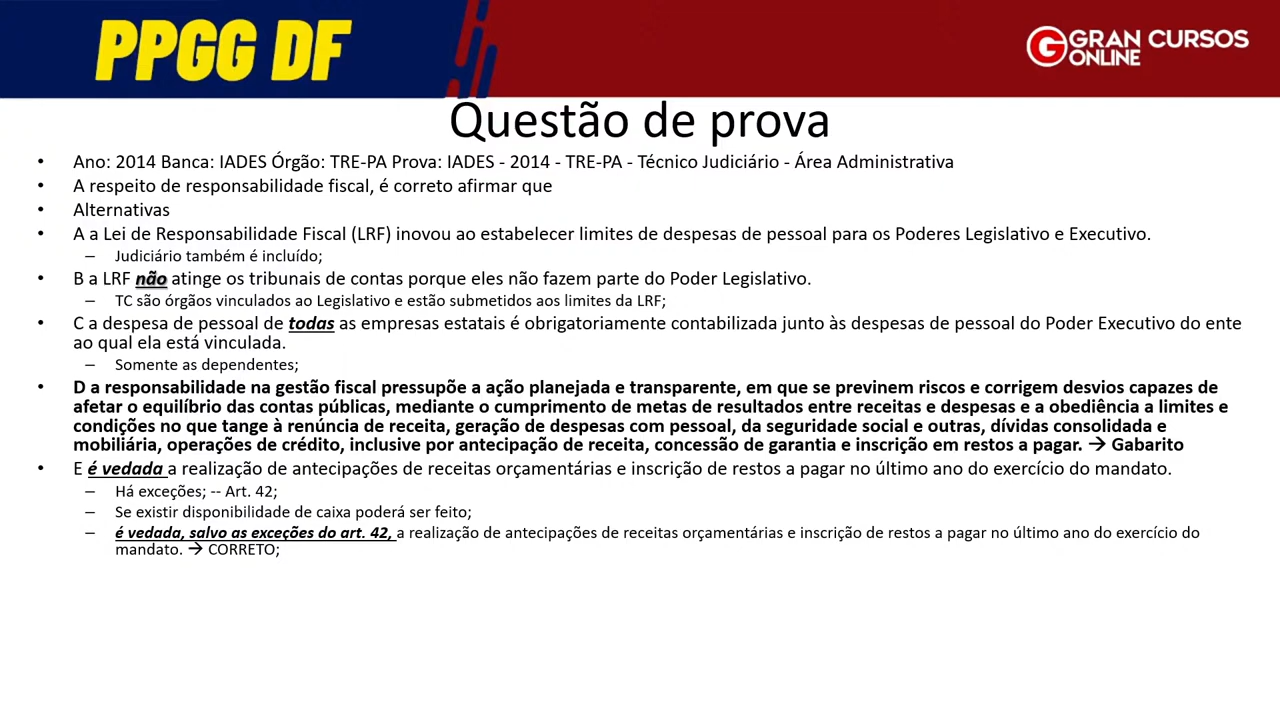 PPGG DF
GRAN CURSOS
ONLINE
Questão de prova
• Ano: 2014 Banca: IADES Órgão: TRE-PA Prova: IADES - 2014 - TRE-PA - Técnico Judiciário - Área Administrativa
• A respeito de responsabilidade fiscal, é correto afirmar que
• Alternativas
• A a Lei de Responsabilidade Fiscal (LRF) inovou ao estabelecer limites de despesas de pessoal para os Poderes Legislativo e Executivo.
– Judiciário também é incluído;
• B a LRF não atinge os tribunais de contas porque eles não fazem parte do Poder Legislativo.
– TC são órgãos vinculados ao Legislativo e estão submetidos aos limites da LRF;
• C a despesa de pessoal de todas as empresas estatais é obrigatoriamente contabilizada junto às despesas de pessoal do Poder Executivo do ente
ao qual ela está vinculada.
– Somente as dependentes;
• D a responsabilidade na gestão fiscal pressupõe a ação planejada e transparente, em que se previnem riscos e corrigem desvios capazes de
afetar o equilíbrio das contas públicas, mediante o cumprimento de metas de resultados entre receitas e despesas e a obediência a limites e
condições no que tange à renúncia de receita, geração de despesas com pessoal, da seguridade social e outras, dívidas consolidada e
mobiliária, operações de crédito, inclusive por antecipação de receita, concessão de garantia e inscrição em restos a pagar. → Gabarito
• E é vedada a realização de antecipações de receitas orçamentárias e inscrição de restos a pagar no último ano do exercício do mandato.
– Há exceções; -- Art. 42;
– Se existir disponibilidade de caixa poderá ser feito;
– é vedada, salvo as exceções do art. 42, a realização de antecipações de receitas orçamentárias e inscrição de restos a pagar no último ano do exercício do
mandato. → CORRETO;